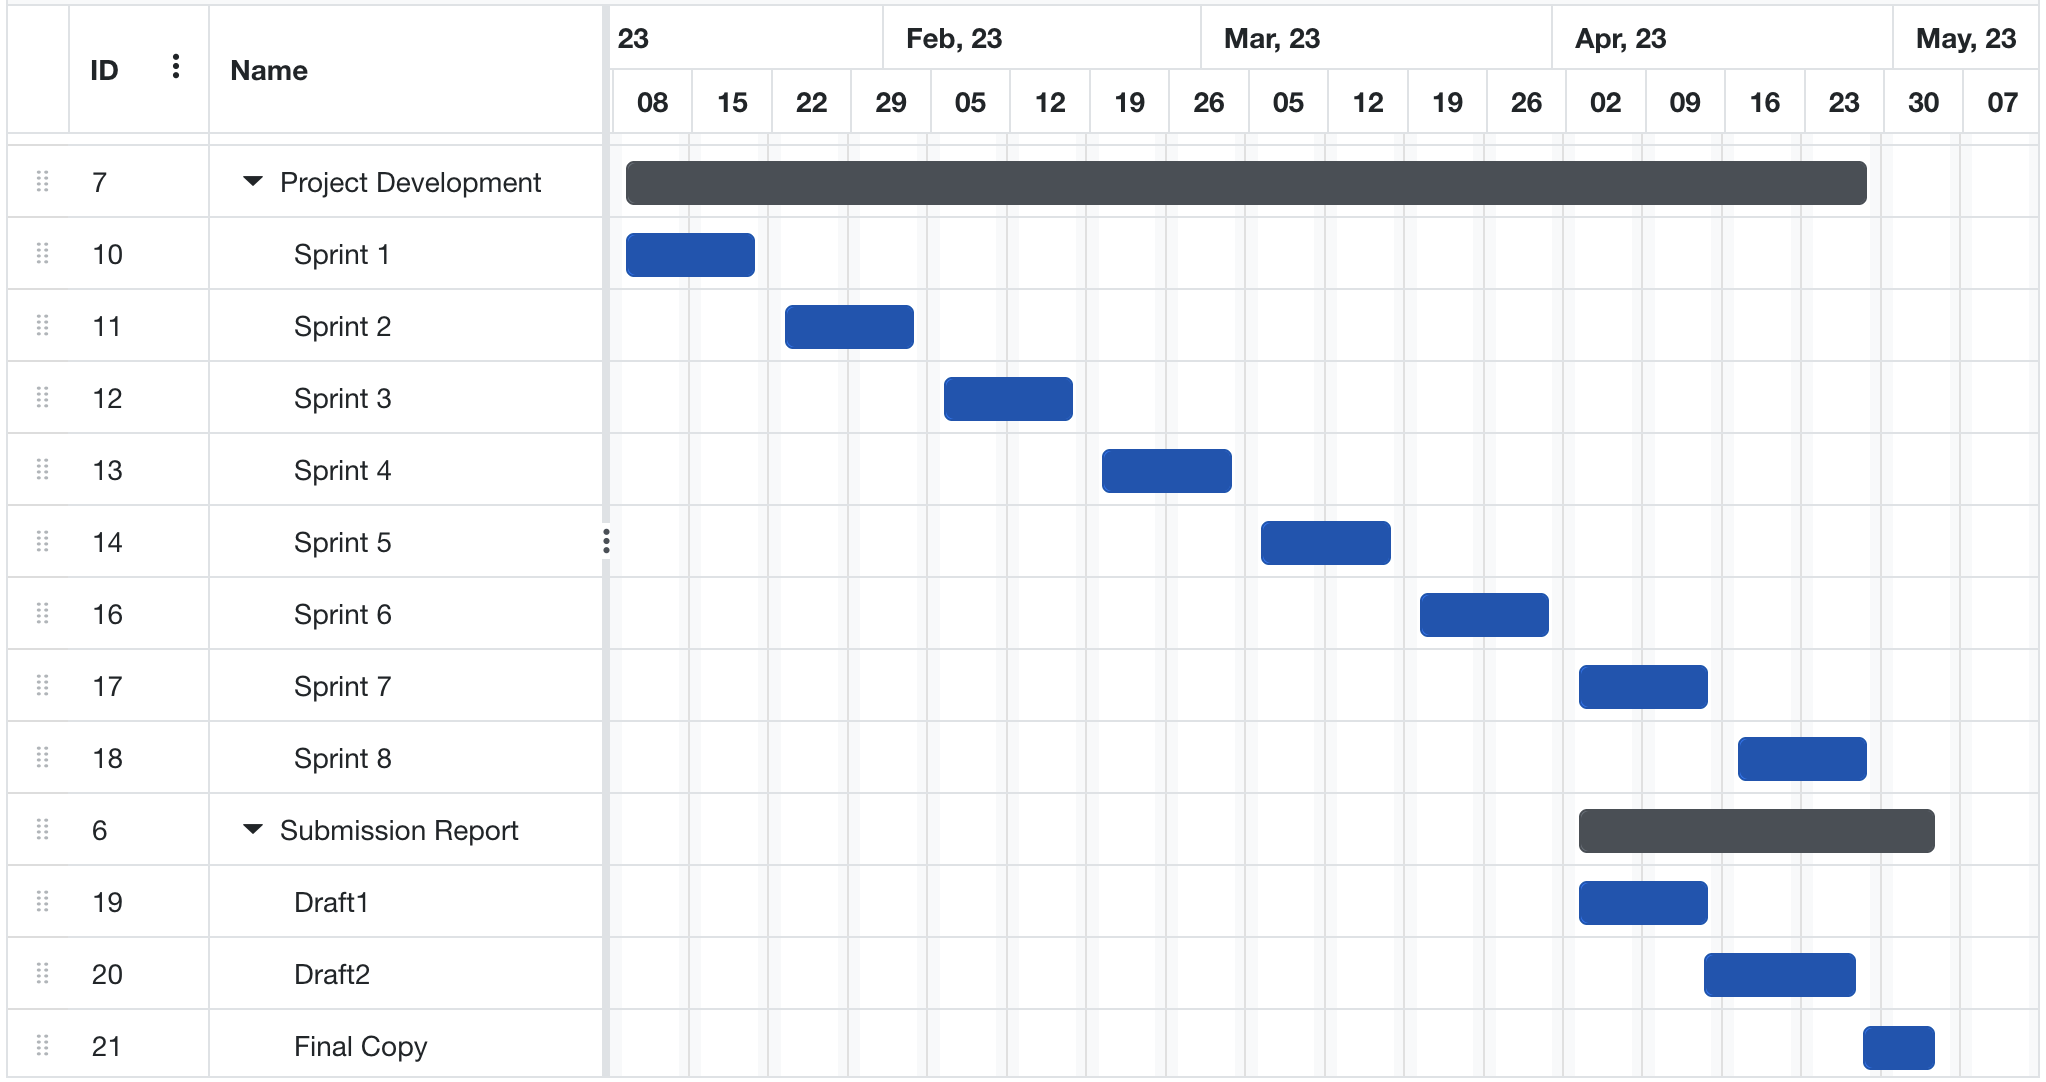 23 Feb, 23 Mar, 23 Apr, 23 May, 23
ID Name
08 15 22 29 05 12 19 26 05 12 19 26 02 09 16 23 30 07
7 Project Development
10 Sprint 1
11 Sprint 2
12 Sprint 3
13 Sprint 4
14 Sprint 5
16 Sprint 6
17 Sprint 7
18 Sprint 8
6 Submission Report
19 Draft1
20 Draft2
21 Final Copy